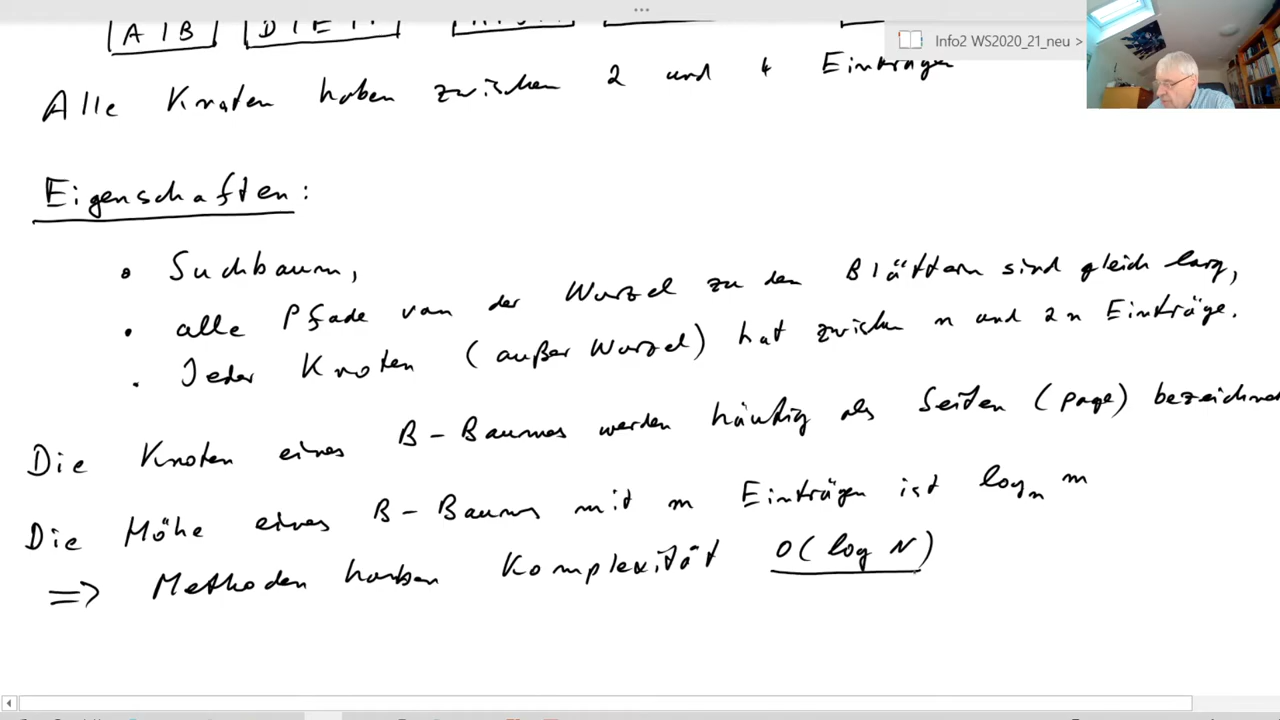 A I B
D I E I
Info2 WS2020_21_neu >
Alle Knoten haben zwischen 2 und 4 Einträgen
Eigenschaften:
• Suchbaum,
• alle Pfade von der Wurzel zu den Blättern sind gleich lang,
• Jeder Knoten (außer Wurzel) hat zwischen n und 2n Einträge.
Die Knoten eines B-Baumes werden häufig als Seiten (page) bezeichnet
Die Höhe eines B-Baums mit m Einträgen ist logn m
=> Methoden haben Komplexität O(log N)